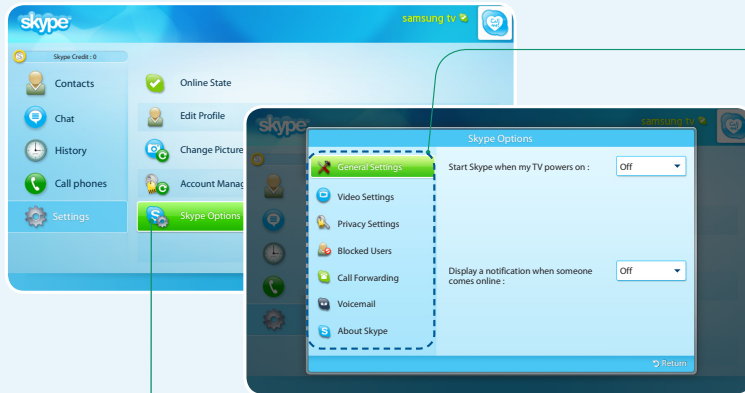 skype
samsung tv
Skype Credit : 0
Contacts
Chat
History
Call phones
Settings
Online State
Edit Profile
Change Picture
Account Manag
Skype Options
skype
samsung tv
Skype Options
General Settings
Video Settings
Privacy Settings
Blocked Users
Call Forwarding
Voicemail
About Skype
Start Skype when my TV powers on :
Off
Display a notification when someone
comes online :
Off
Return